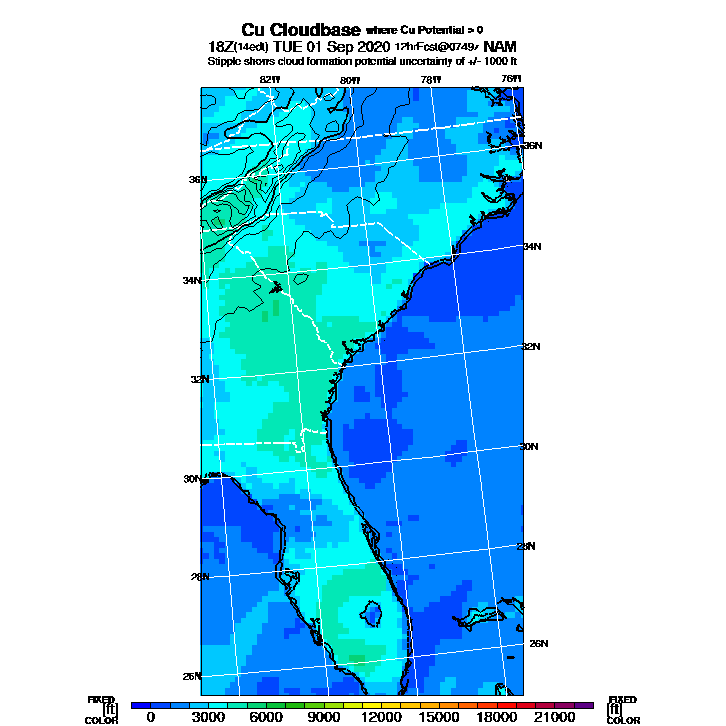 Cu Cloudbase where Cu Potential > 0
18Z(14edt) TUE 01 Sep 2020 12hrFcst@0749z NAM
Stipple shows cloud formation potential uncertainty of +/- 1000 ft
82W 80W 78W 76W
36N
36N
34N
34N
32N
32N
30N
30N
28N
28N
26N
26N
FIXED FIXED
[ft] [ft]
COLOR COLOR
0 3000 6000 9000 12000 15000 18000 21000